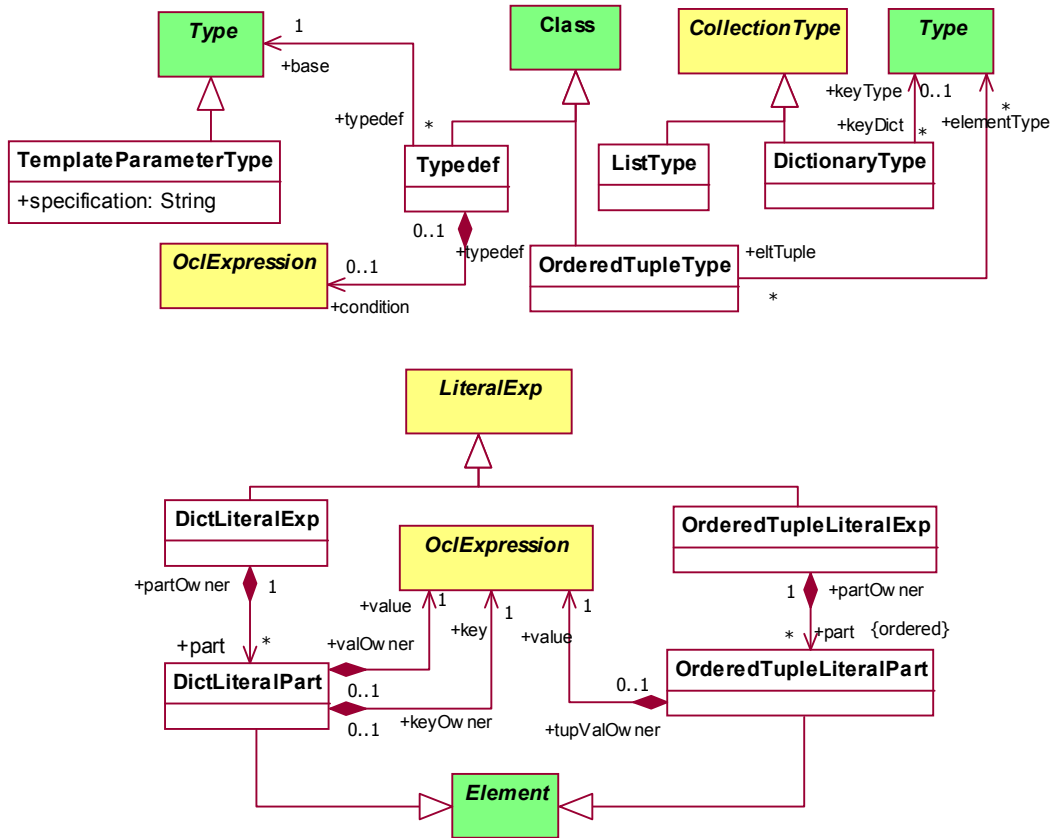 Type
1
+base
Class
CollectionType
Type
+keyType
0..1
*
+typedef
*
+keyDict
*
+elementType
TemplateParameterType
+specification: String
Typedef
ListType
DictionaryType
0..1
+typedef
OclExpression
0..1
+condition
OrderedTupleType
+eltTuple
*
LiteralExp
DictLiteralExp
OclExpression
OrderedTupleLiteralExp
+partOwner
1
+value
1
+key
1
+value
1
1
+partOwner
+part
*
+valOwner
*
+part
{ordered}
DictLiteralPart
0..1
0..1
+keyOwner
0..1
+tupValOwner
OrderedTupleLiteralPart
Element